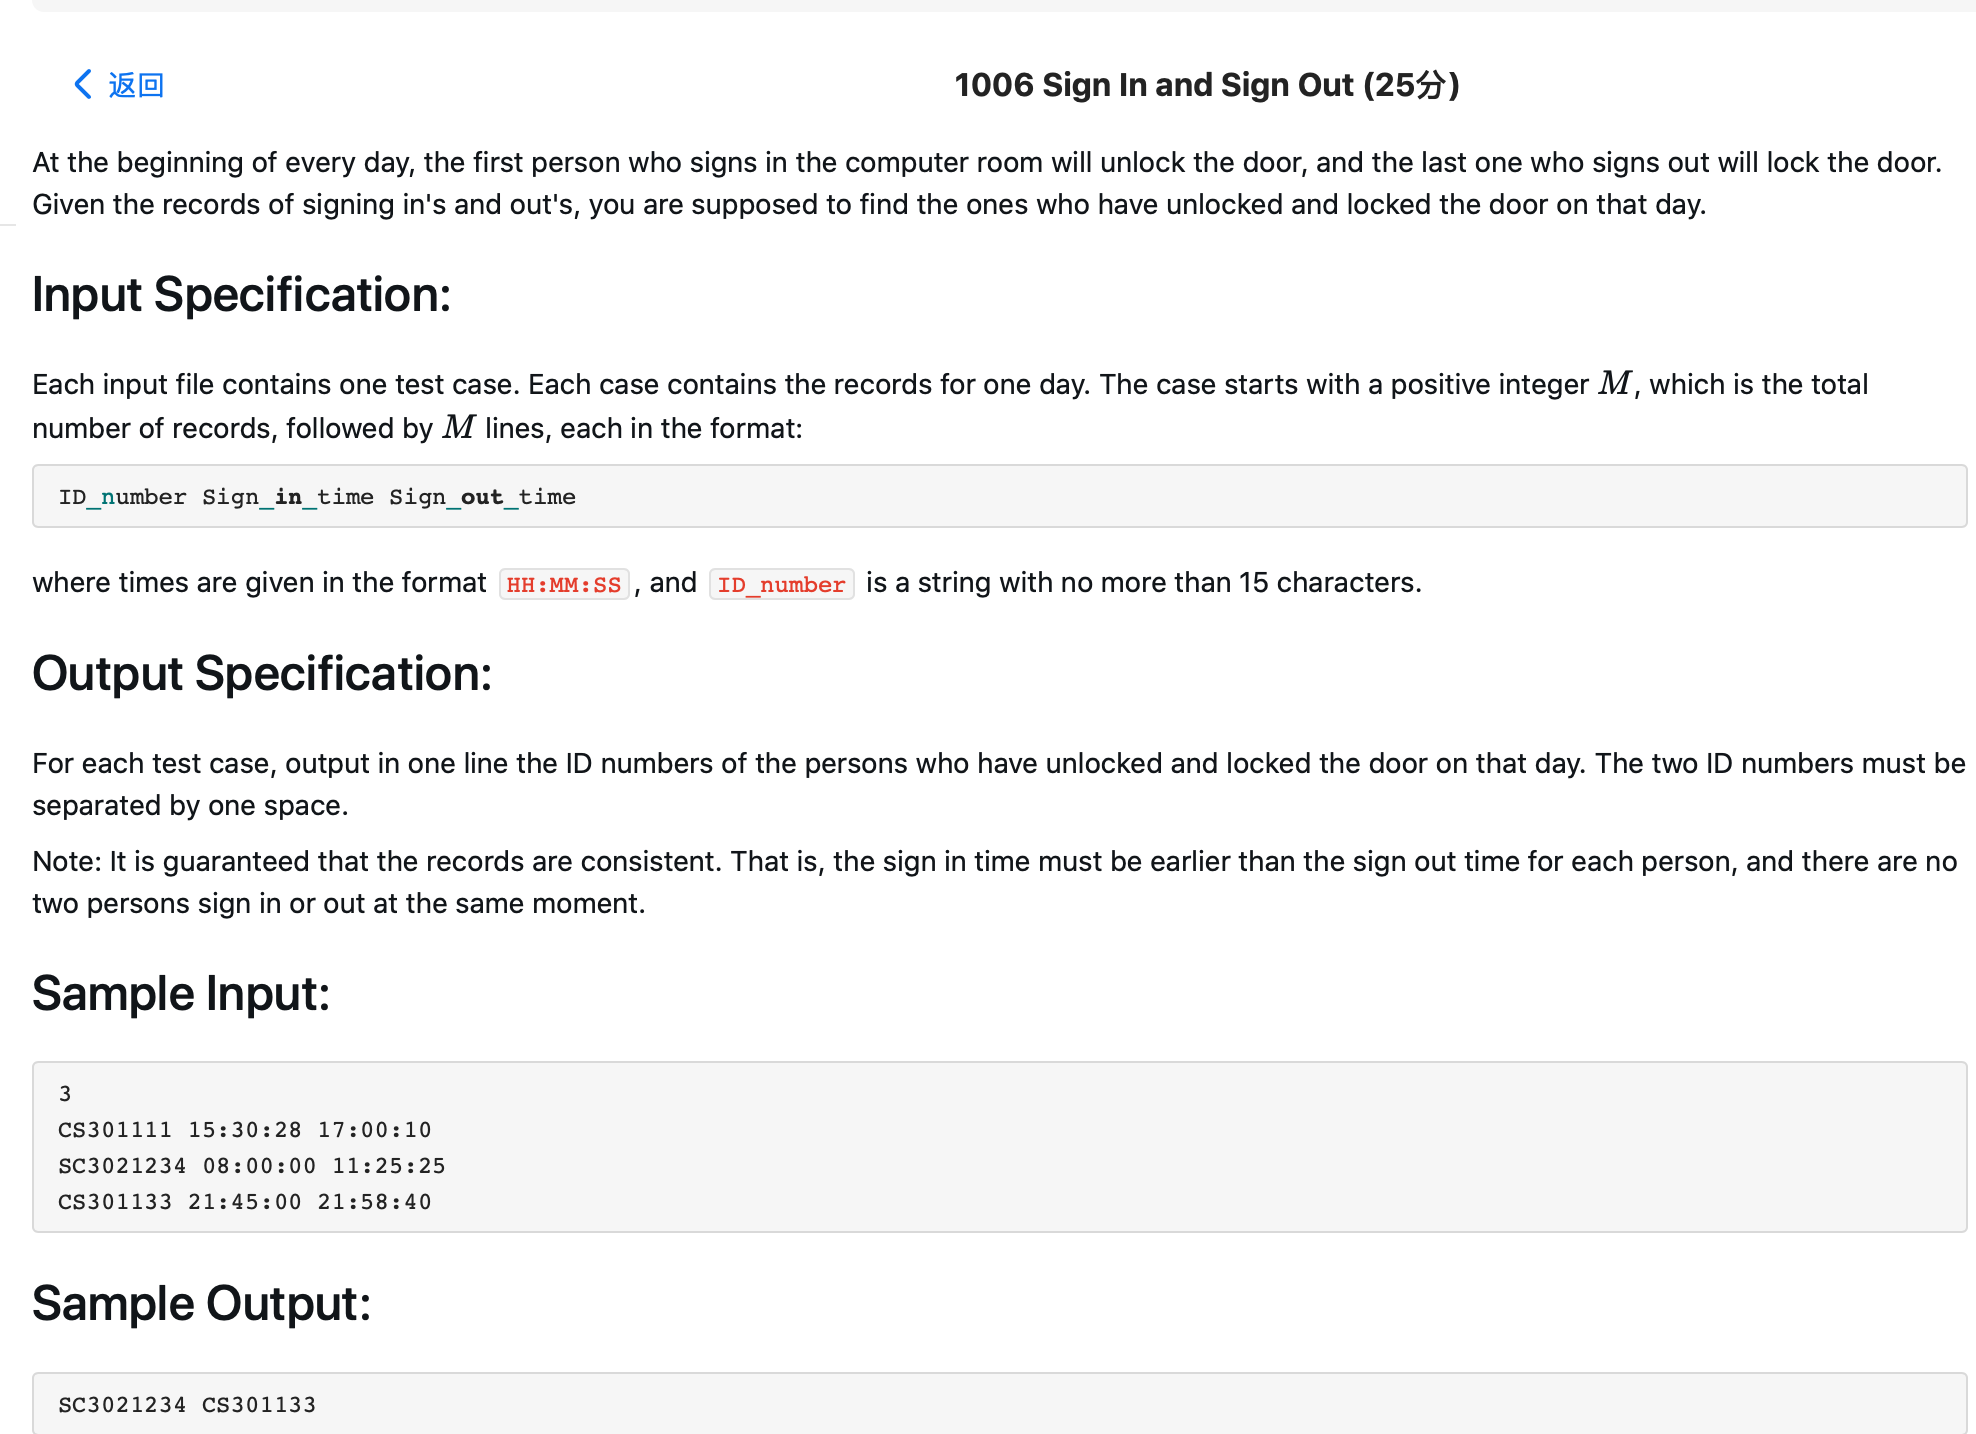 返回
1006 Sign In and Sign Out (25分)
At the beginning of every day, the first person who signs in the computer room will unlock the door, and the last one who signs out will lock the door.
Given the records of signing in's and out's, you are supposed to find the ones who have unlocked and locked the door on that day.
Input Specification:
Each input file contains one test case. Each case contains the records for one day. The case starts with a positive integer M, which is the total
number of records, followed by M lines, each in the format:
ID_number Sign_in_time Sign_out_time
where times are given in the format HH:MM:SS, and ID_number is a string with no more than 15 characters.
Output Specification:
For each test case, output in one line the ID numbers of the persons who have unlocked and locked the door on that day. The two ID numbers must be
separated by one space.
Note: It is guaranteed that the records are consistent. That is, the sign in time must be earlier than the sign out time for each person, and there are no
two persons sign in or out at the same moment.
Sample Input:
3
CS301111 15:30:28 17:00:10
SC3021234 08:00:00 11:25:25
CS301133 21:45:00 21:58:40
Sample Output:
SC3021234 CS301133